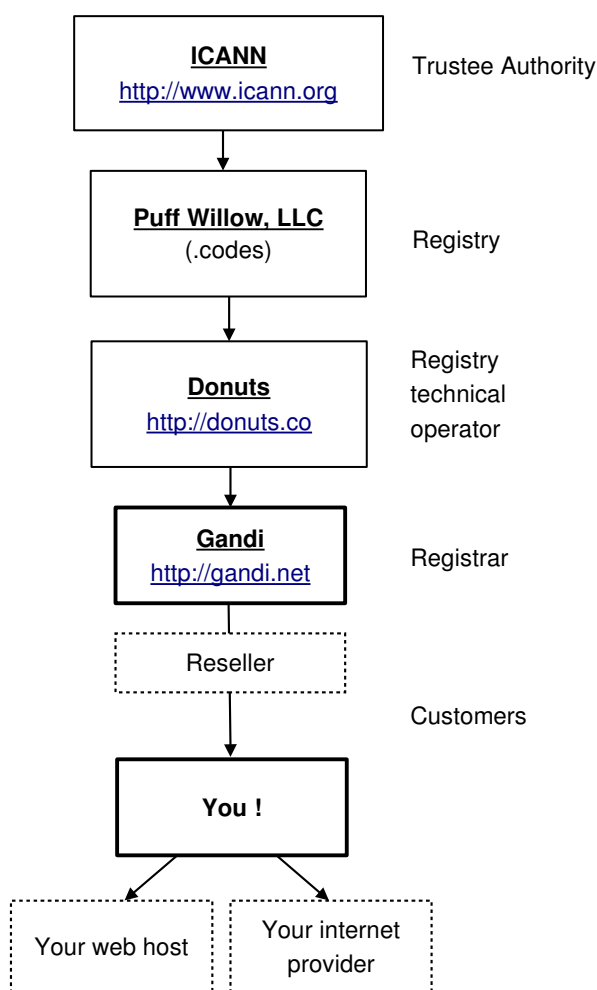 ICANN
http://www.icann.org
Trustee Authority
Puff Willow, LLC
(.codes)
Registry
Donuts
http://donuts.co
Registry
technical
operator
Gandi
http://gandi.net
Registrar
Reseller
Customers
You !
Your web host
Your internet
provider